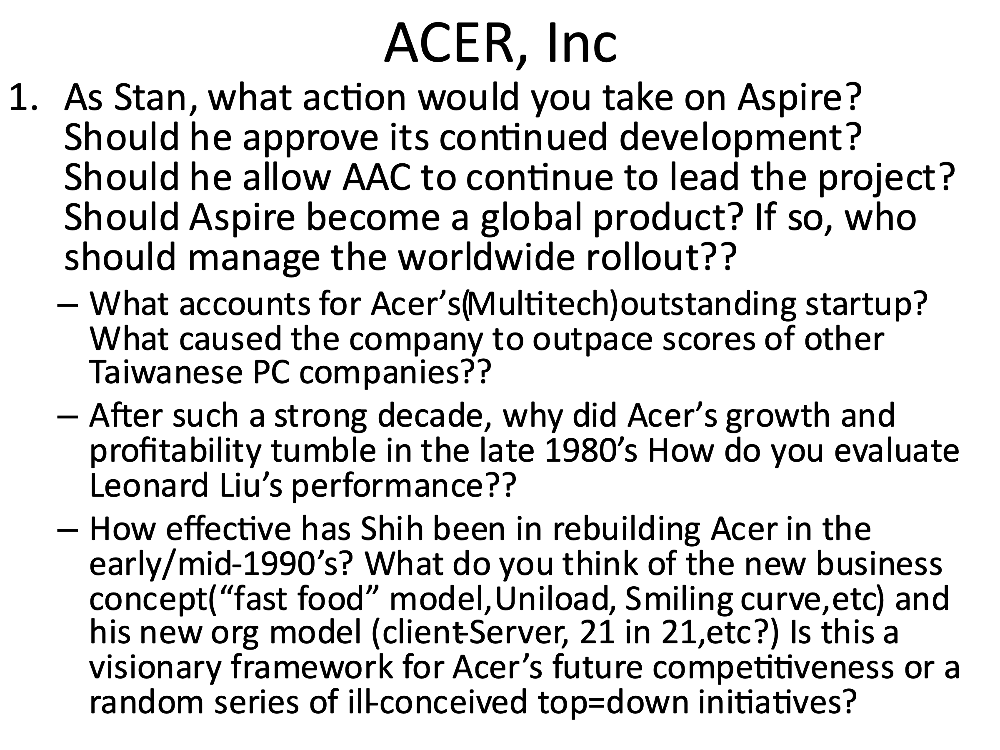 ACER, Inc
1. As Stan, what action would you take on Aspire?
Should he approve its continued development?
Should he allow AAC to continue to lead the project?
Should Aspire become a global product? If so, who
should manage the worldwide rollout??
– What accounts for Acer’s(Multitech)outstanding startup?
What caused the company to outpace scores of other
Taiwanese PC companies??
– After such a strong decade, why did Acer’s growth and
profitability tumble in the late 1980’s How do you evaluate
Leonard Liu’s performance??
– How effective has Shih been in rebuilding Acer in the
early/mid-1990’s? What do you think of the new business
concept(“fast food” model,Uniload, Smiling curve,etc) and
his new org model (client-Server, 21 in 21,etc?) Is this a
visionary framework for Acer’s future competitiveness or a
random series of ill-conceived top=down initiatives?